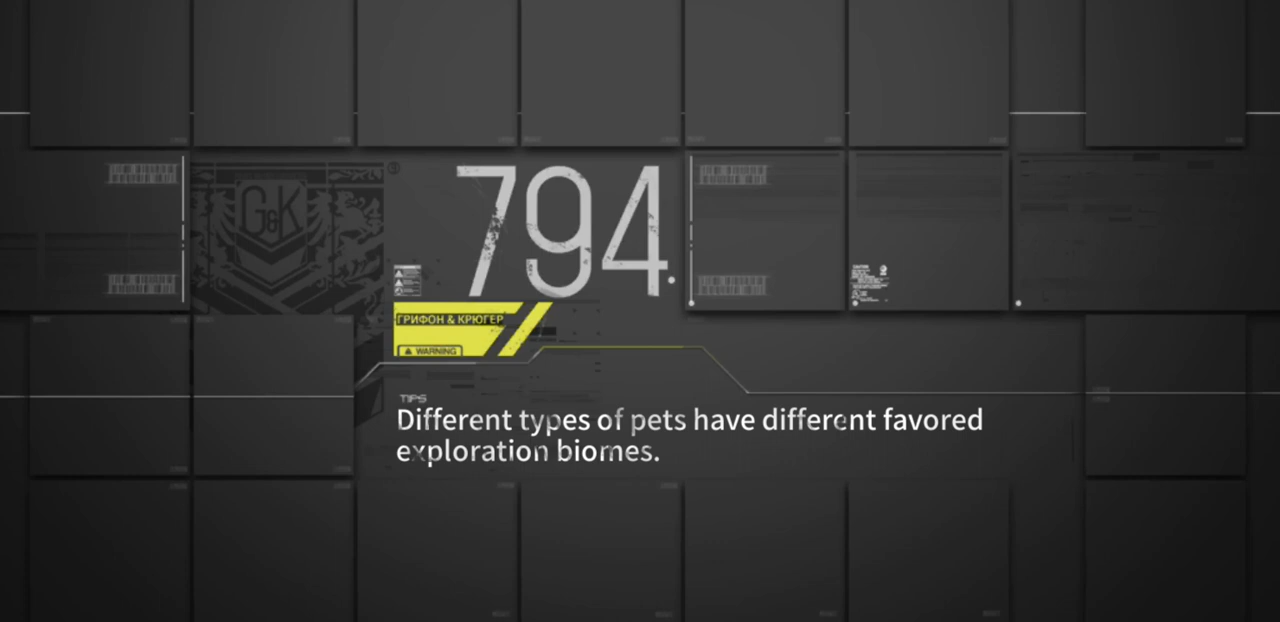 G&K
794.
ГРИФОН & КРЮГЕР
WARNING
TIPS
Different types of pets have different favored
exploration biomes.